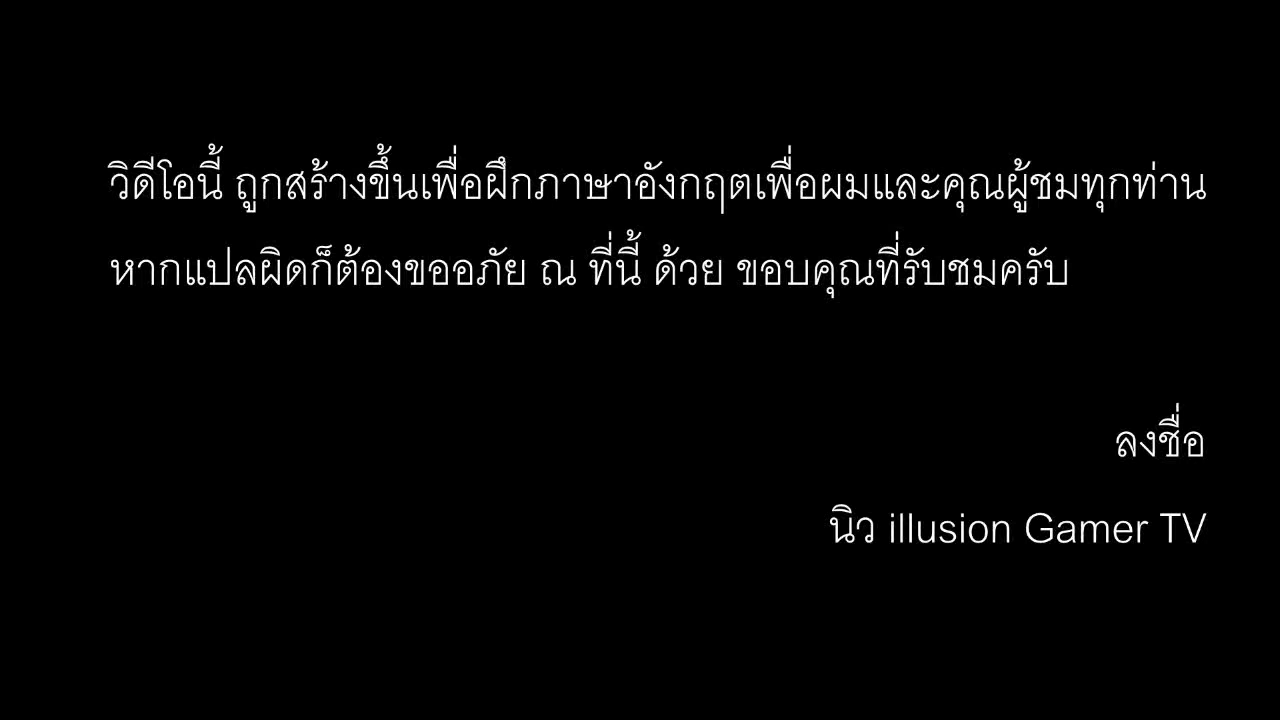 วิดีโอนี้ ถูกสร้างขึ้นเพื่อฝึกภาษาอังกฤตเพื่อผมและคุณผู้ชมทุกท่าน
หากแปลผิดก็ต้องขออภัย ณ ที่นี้ ด้วย ขอบคุณที่รับชมครับ
ลงชื่อ
นิว illusion Gamer TV